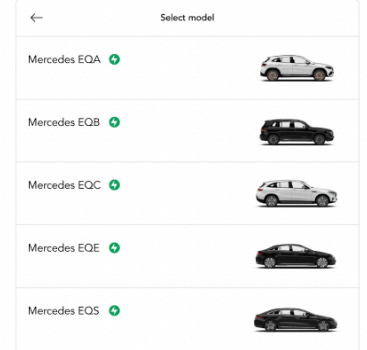 Select model
Mercedes EQA
Mercedes EQB
Mercedes EQC
Mercedes EQE
Mercedes EQS